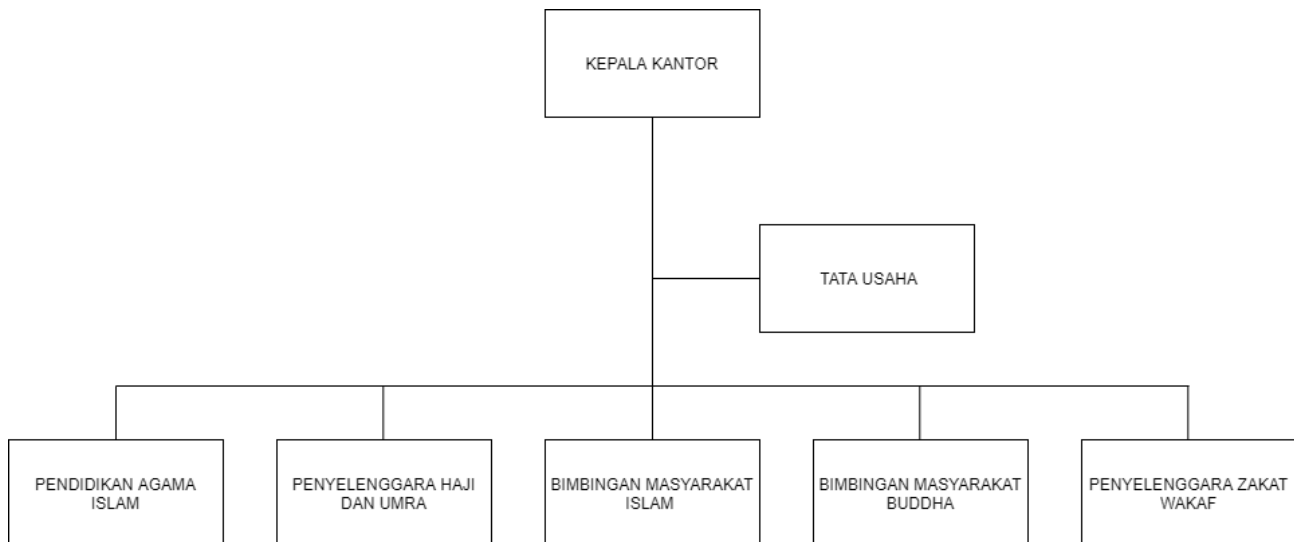 KEPALA KANTOR
TATA USAHA
PENDIDIKAN AGAMA
ISLAM
PENYELENGGARA HAJI
DAN UMRA
BIMBINGAN MASYARAKAT
ISLAM
BIMBINGAN MASYARAKAT
BUDDHA
PENYELENGGARA ZAKAT
WAKAF